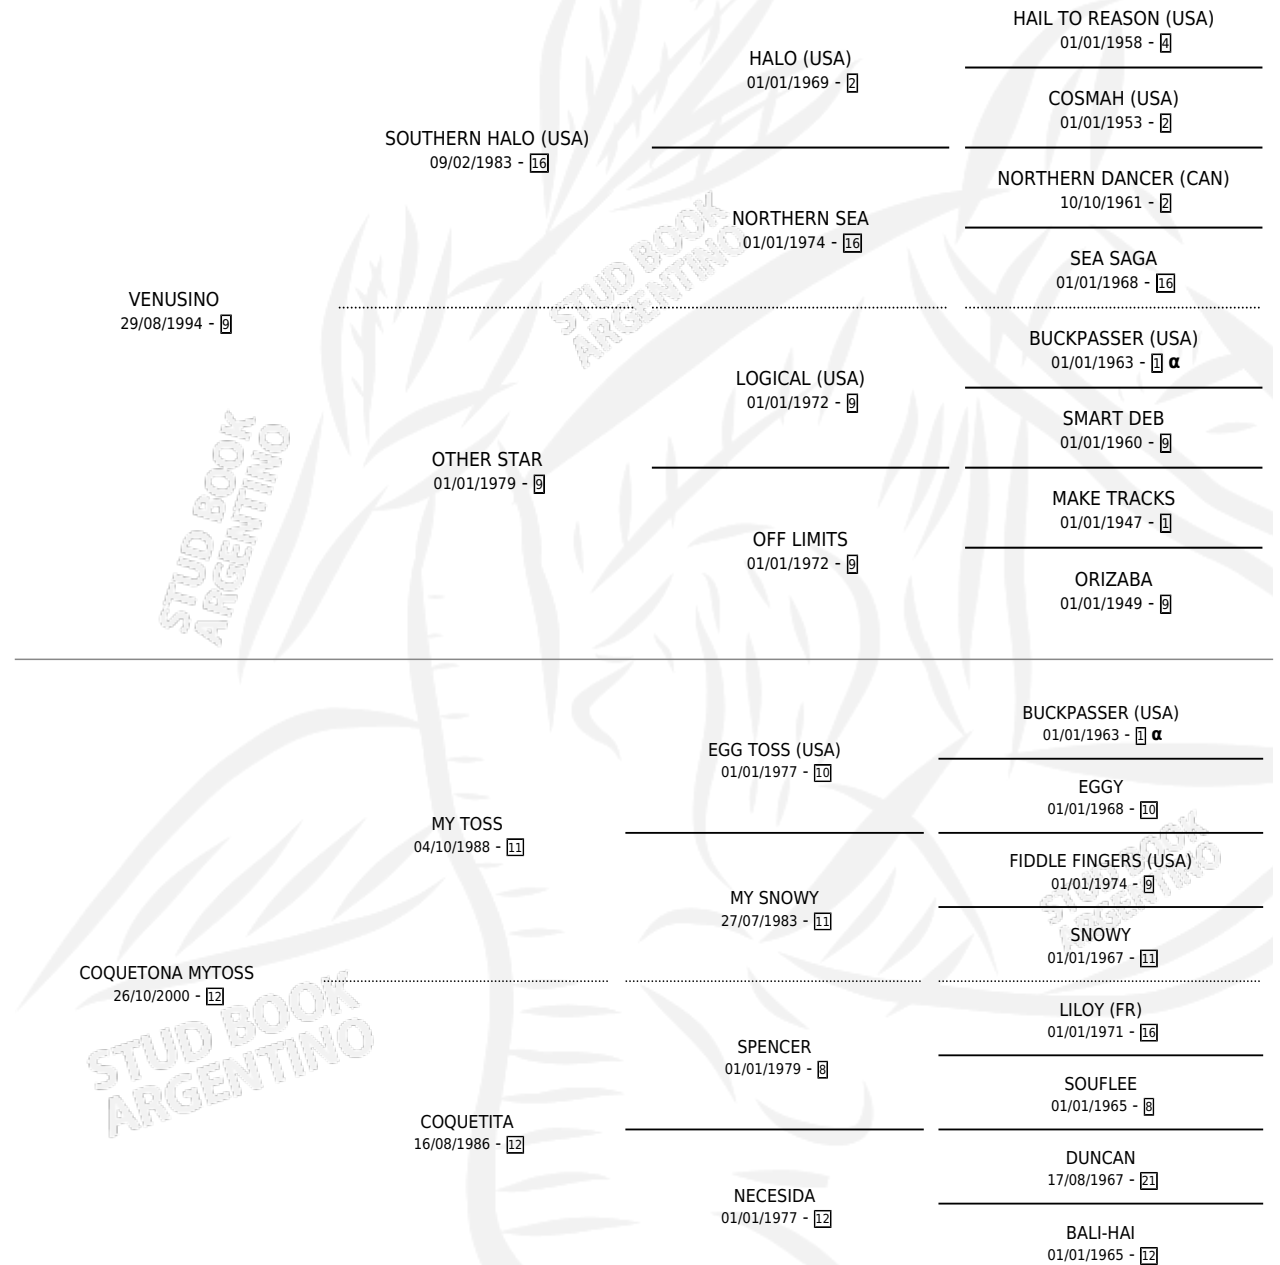 HAIL TO REASON (USA)
01/01/1958 - 4
HALO (USA)
01/01/1969 - 2
COSMAH (USA)
01/01/1953 - 2
SOUTHERN HALO (USA)
09/02/1983 - 16
NORTHERN DANCER (CAN)
10/10/1961 - 2
NORTHERN SEA
01/01/1974 - 16
SEA SAGA
01/01/1968 - 16
VENUSINO
29/08/1994 - 9
BUCKPASSER (USA)
01/01/1963 - 1 α
LOGICAL (USA)
01/01/1972 - 9
SMART DEB
01/01/1960 - 9
OTHER STAR
01/01/1979 - 9
MAKE TRACKS
01/01/1947 - 1
OFF LIMITS
01/01/1972 - 9
ORIZABA
01/01/1949 - 9
BUCKPASSER (USA)
01/01/1963 - 1 α
EGG TOSS (USA)
01/01/1977 - 10
EGGY
01/01/1968 - 10
MY TOSS
04/10/1988 - 11
FIDDLE FINGERS (USA)
01/01/1974 - 9
MY SNOWY
27/07/1983 - 11
SNOWY
01/01/1967 - 11
COQUETONA MYTOSS
26/10/2000 - 12
LILOY (FR)
01/01/1971 - 16
SPENCER
01/01/1979 - 8
SOUFLEE
01/01/1965 - 8
COQUETITA
16/08/1986 - 12
DUNCAN
17/08/1967 - 21
NECESIDA
01/01/1977 - 12
BALI-HAI
01/01/1965 - 12
STUD BOOK
ARGENTINO
STUD BOOK
ARGENTINO
STUD BOOK
ARGENTINO
STUD BOOK
ARGENTINO